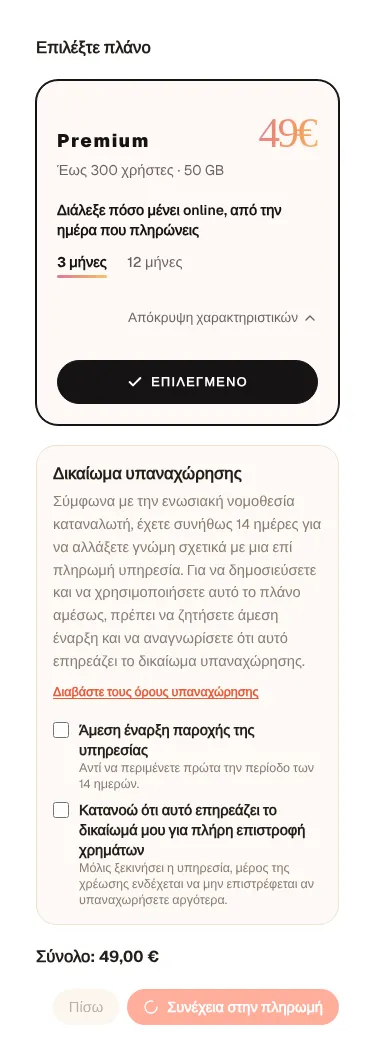 Επιλέξτε πλάνο
Premium
49€
Έως 300 χρήστες · 50 GB
Διάλεξε πόσο μένει online, από την
ημέρα που πληρώνεις
3 μήνες
12 μήνες
Απόκρυψη χαρακτηριστικών
ΕΠΙΛΕΓΜΕΝΟ
Δικαίωμα υπαναχώρησης
Σύμφωνα με την ενωσιακή νομοθεσία
καταναλωτή, έχετε συνήθως 14 ημέρες για
να αλλάξετε γνώμη σχετικά με μια επί
πληρωμή υπηρεσία. Για να δημοσιεύσετε
και να χρησιμοποιήσετε αυτό το πλάνο
αμέσως, πρέπει να ζητήσετε άμεση
έναρξη και να αναγνωρίσετε ότι αυτό
επηρεάζει το δικαίωμα υπαναχώρησης.
Διαβάστε τους όρους υπαναχώρησης
Άμεση έναρξη παροχής της
υπηρεσίας
Αντί να περιμένετε πρώτα την περίοδο των
14 ημερών.
Κατανοώ ότι αυτό επηρεάζει το
δικαίωμά μου για πλήρη επιστροφή
χρημάτων
Μόλις ξεκινήσει η υπηρεσία, μέρος της
χρέωσης ενδέχεται να μην επιστρέφεται αν
υπαναχωρήσετε αργότερα.
Σύνολο: 49,00 €
Πίσω
Συνέχεια στην πληρωμή